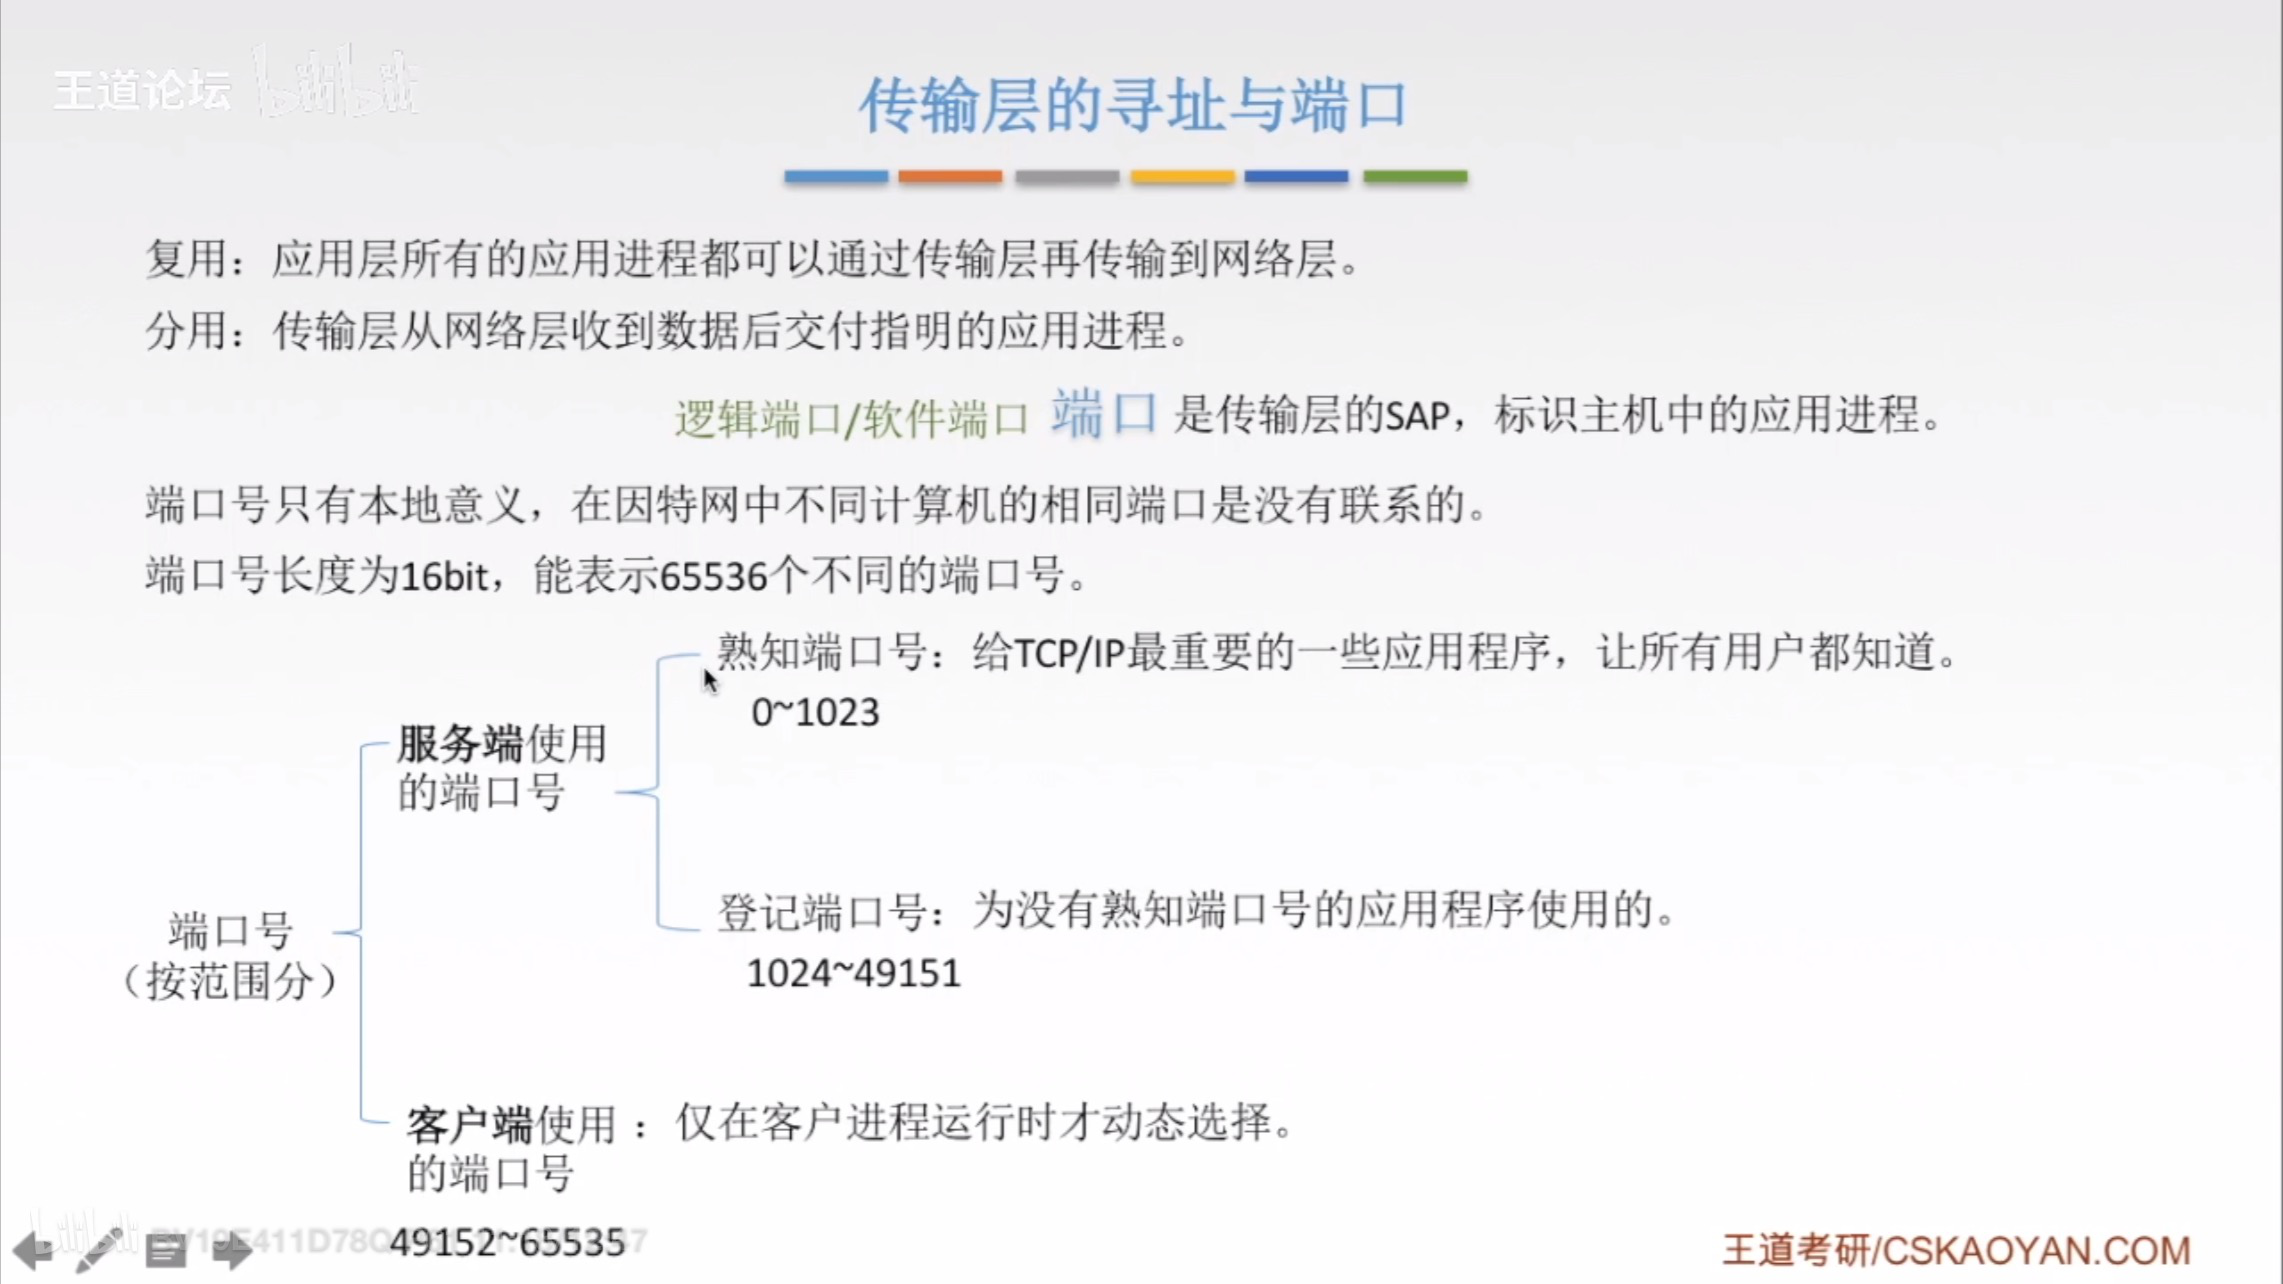 王道论坛 bilibili
传输层的寻址与端口
复用：应用层所有的应用进程都可以通过传输层再传输到网络层。
分用：传输层从网络层收到数据后交付指明的应用进程。
逻辑端口/软件端口 端口 是传输层的SAP，标识主机中的应用进程。
端口号只有本地意义，在因特网中不同计算机的相同端口是没有联系的。
端口号长度为16bit，能表示65536个不同的端口号。
熟知端口号：给TCP/IP最重要的一些应用程序，让所有用户都知道。
0~1023
服务端使用
的端口号
登记端口号：为没有熟知端口号的应用程序使用的。
1024~49151
端口号
（按范围分）
客户端使用：仅在客户进程运行时才动态选择。
的端口号
49152~65535
bilibili
王道考研/CSKAOYAN.COM